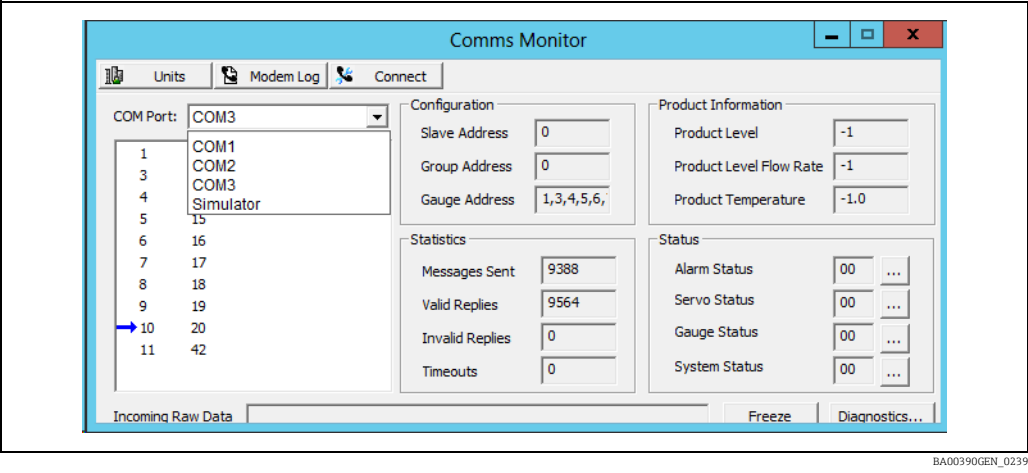 Comms Monitor
Units Modem Log Connect
COM Port: COM3
COM1
COM2
COM3
Simulator
1
3
4
5 15
6 16
7 17
8 18
9 19
10 20
11 42
Configuration
Slave Address 0
Group Address 0
Gauge Address 1,3,4,5,6,
Product Information
Product Level -1
Product Level Flow Rate -1
Product Temperature -1.0
Statistics
Messages Sent 9388
Valid Replies 9564
Invalid Replies 0
Timeouts 0
Status
Alarm Status 00 ...
Servo Status 00 ...
Gauge Status 00 ...
System Status 00 ...
Incoming Raw Data Freeze Diagnostics...
BA00390GEN_0239